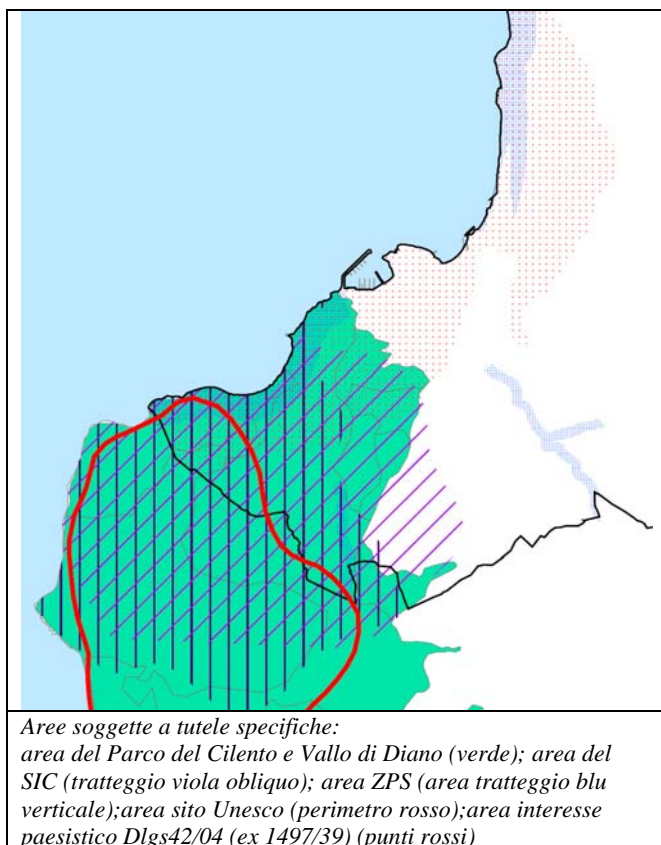 Aree soggette a tutele specifiche:
area del Parco del Cilento e Vallo di Diano (verde); area del
SIC (tratteggio viola obliquo); area ZPS (area tratteggio blu
verticale);area sito Unesco (perimetro rosso);area interesse
paesistico Dlgs42/04 (ex 1497/39) (punti rossi)